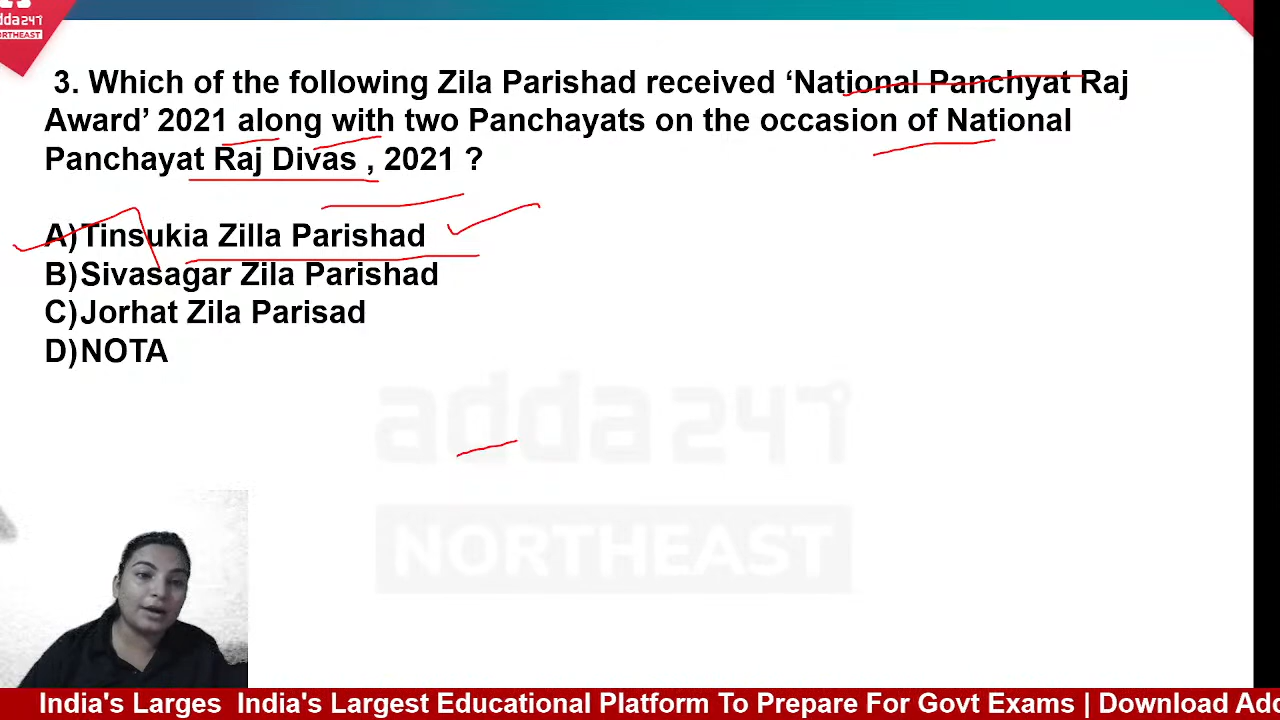 adda247
NORTHEAST
3. Which of the following Zila Parishad received ‘National Panchyat Raj
Award’ 2021 along with two Panchayats on the occasion of National
Panchayat Raj Divas , 2021 ?
A)Tinsukia Zilla Parishad
B)Sivasagar Zila Parishad
C)Jorhat Zila Parisad
D)NOTA
adda247
NORTHEAST
India's Larges India's Largest Educational Platform To Prepare For Govt Exams | Download Add